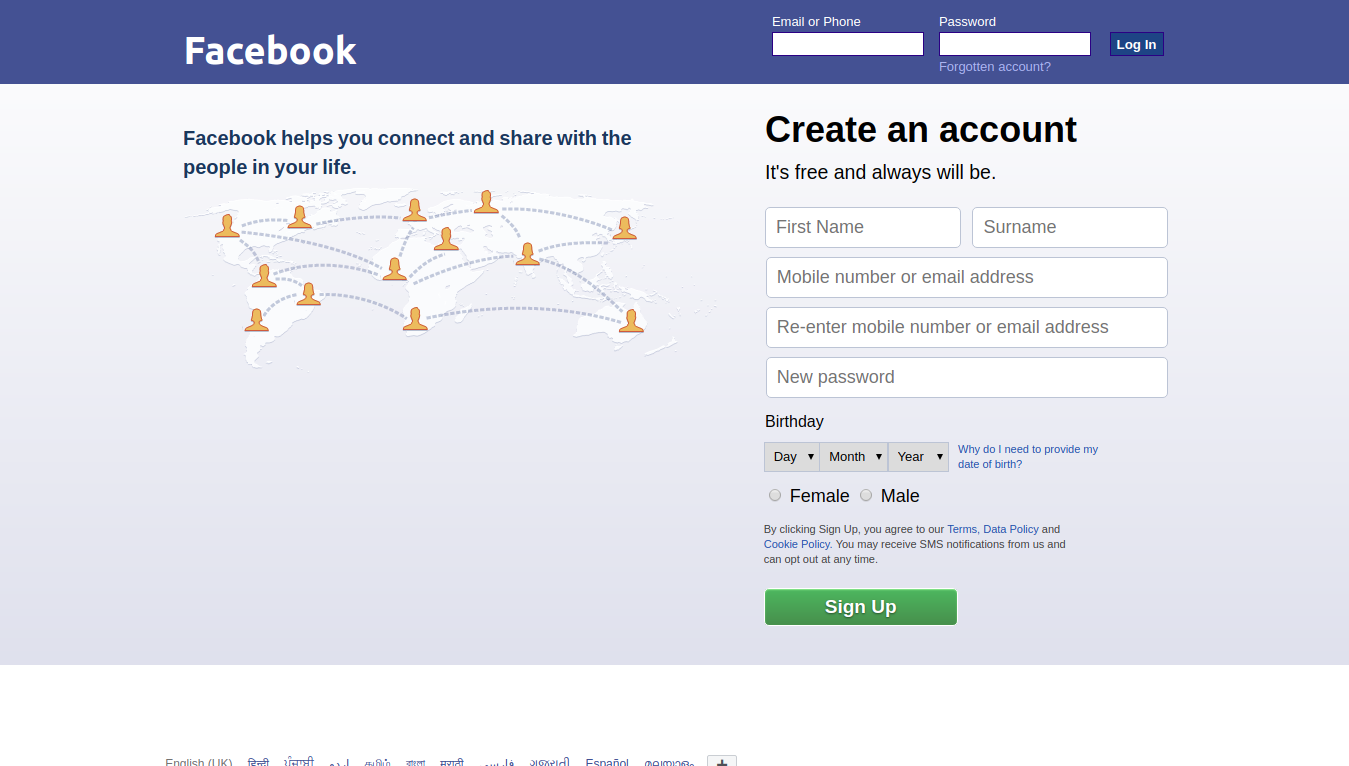 Facebook
Email or Phone
Password
Log In
Forgotten account?
Facebook helps you connect and share with the
people in your life.
Create an account
It's free and always will be.
First Name
Surname
Mobile number or email address
Re-enter mobile number or email address
New password
Birthday
Day
Month
Year
Why do I need to provide my
date of birth?
Female
Male
By clicking Sign Up, you agree to our Terms, Data Policy and
Cookie Policy. You may receive SMS notifications from us and
can opt out at any time.
Sign Up
English (UK) हिन्दी ਪੰਜਾਬੀ اردو தமிழ் বাংলা मराठी فارسی ગુજરાતી Español മലയാളം +